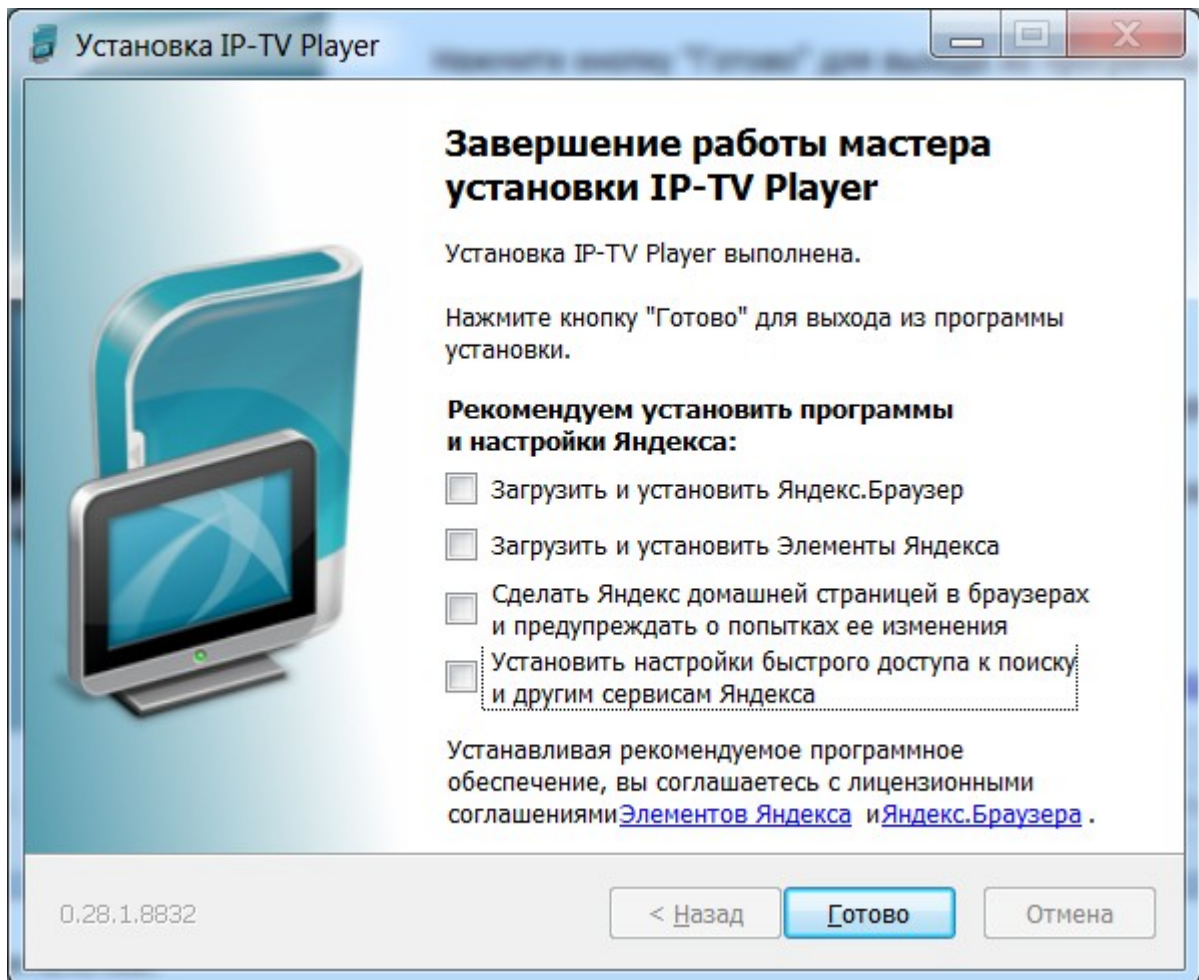 Установка IP-TV Player
Завершение работы мастера
установки IP-TV Player
Установка IP-TV Player выполнена.
Нажмите кнопку "Готово" для выхода из программы
установки.
Рекомендуем установить программы
и настройки Яндекса:
Загрузить и установить Яндекс.Браузер
Загрузить и установить Элементы Яндекса
Сделать Яндекс домашней страницей в браузерах
и предупреждать о попытках ее изменения
Установить настройки быстрого доступа к поиску
и другим сервисам Яндекса
Устанавливая рекомендуемое программное
обеспечение, вы соглашаетесь с лицензионными
соглашениями Элементов Яндекса и Яндекс.Браузера .
0.28.1.8832
< Назад
Готово
Отмена